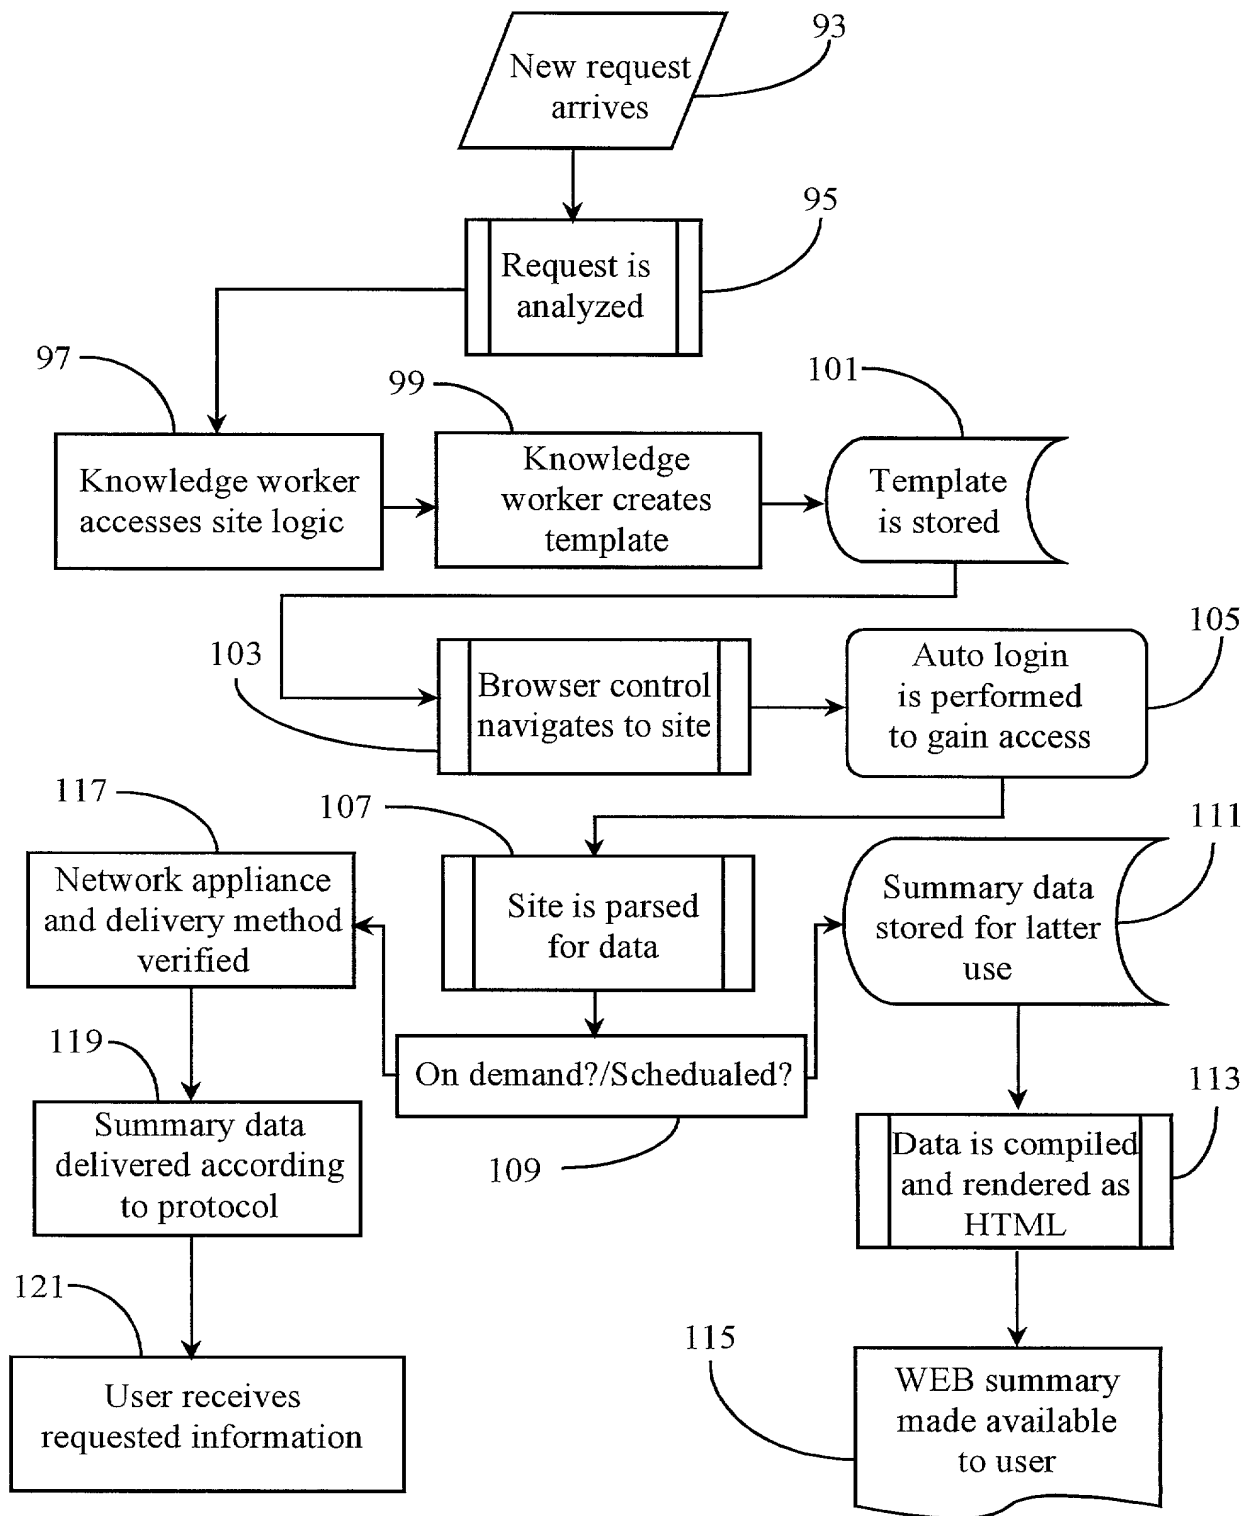 93
New request
arrives
95
Request is
analyzed
97
Knowledge worker
accesses site logic
99
Knowledge
worker creates
template
101
Template
is stored
103
Browser control
navigates to site
105
Auto login
is performed
to gain access
107
Site is parsed
for data
109
On demand?/Schedualed?
111
Summary data
stored for latter
use
113
Data is compiled
and rendered as
HTML
115
WEB summary
made available
to user
117
Network appliance
and delivery method
verified
119
Summary data
delivered according
to protocol
121
User receives
requested information